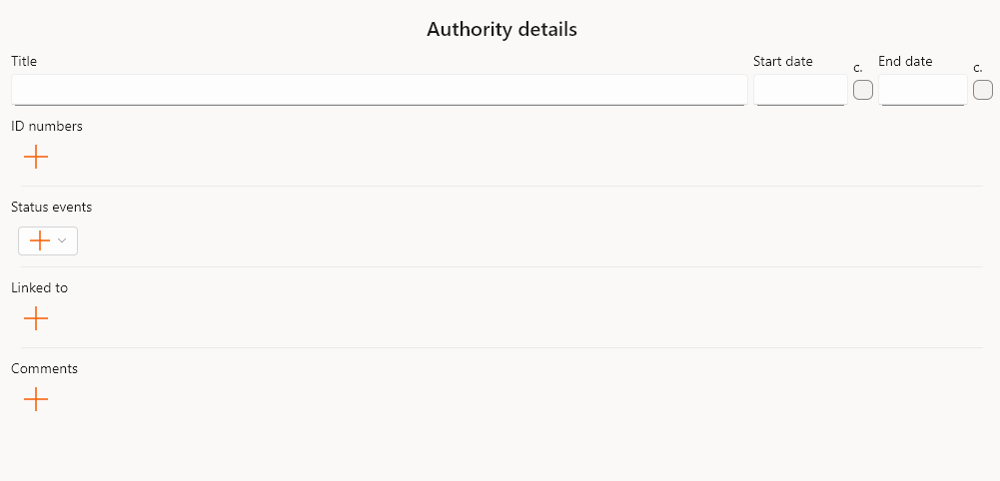 Authority details
Title Start date c. End date c.
ID numbers
Status events
Linked to
Comments